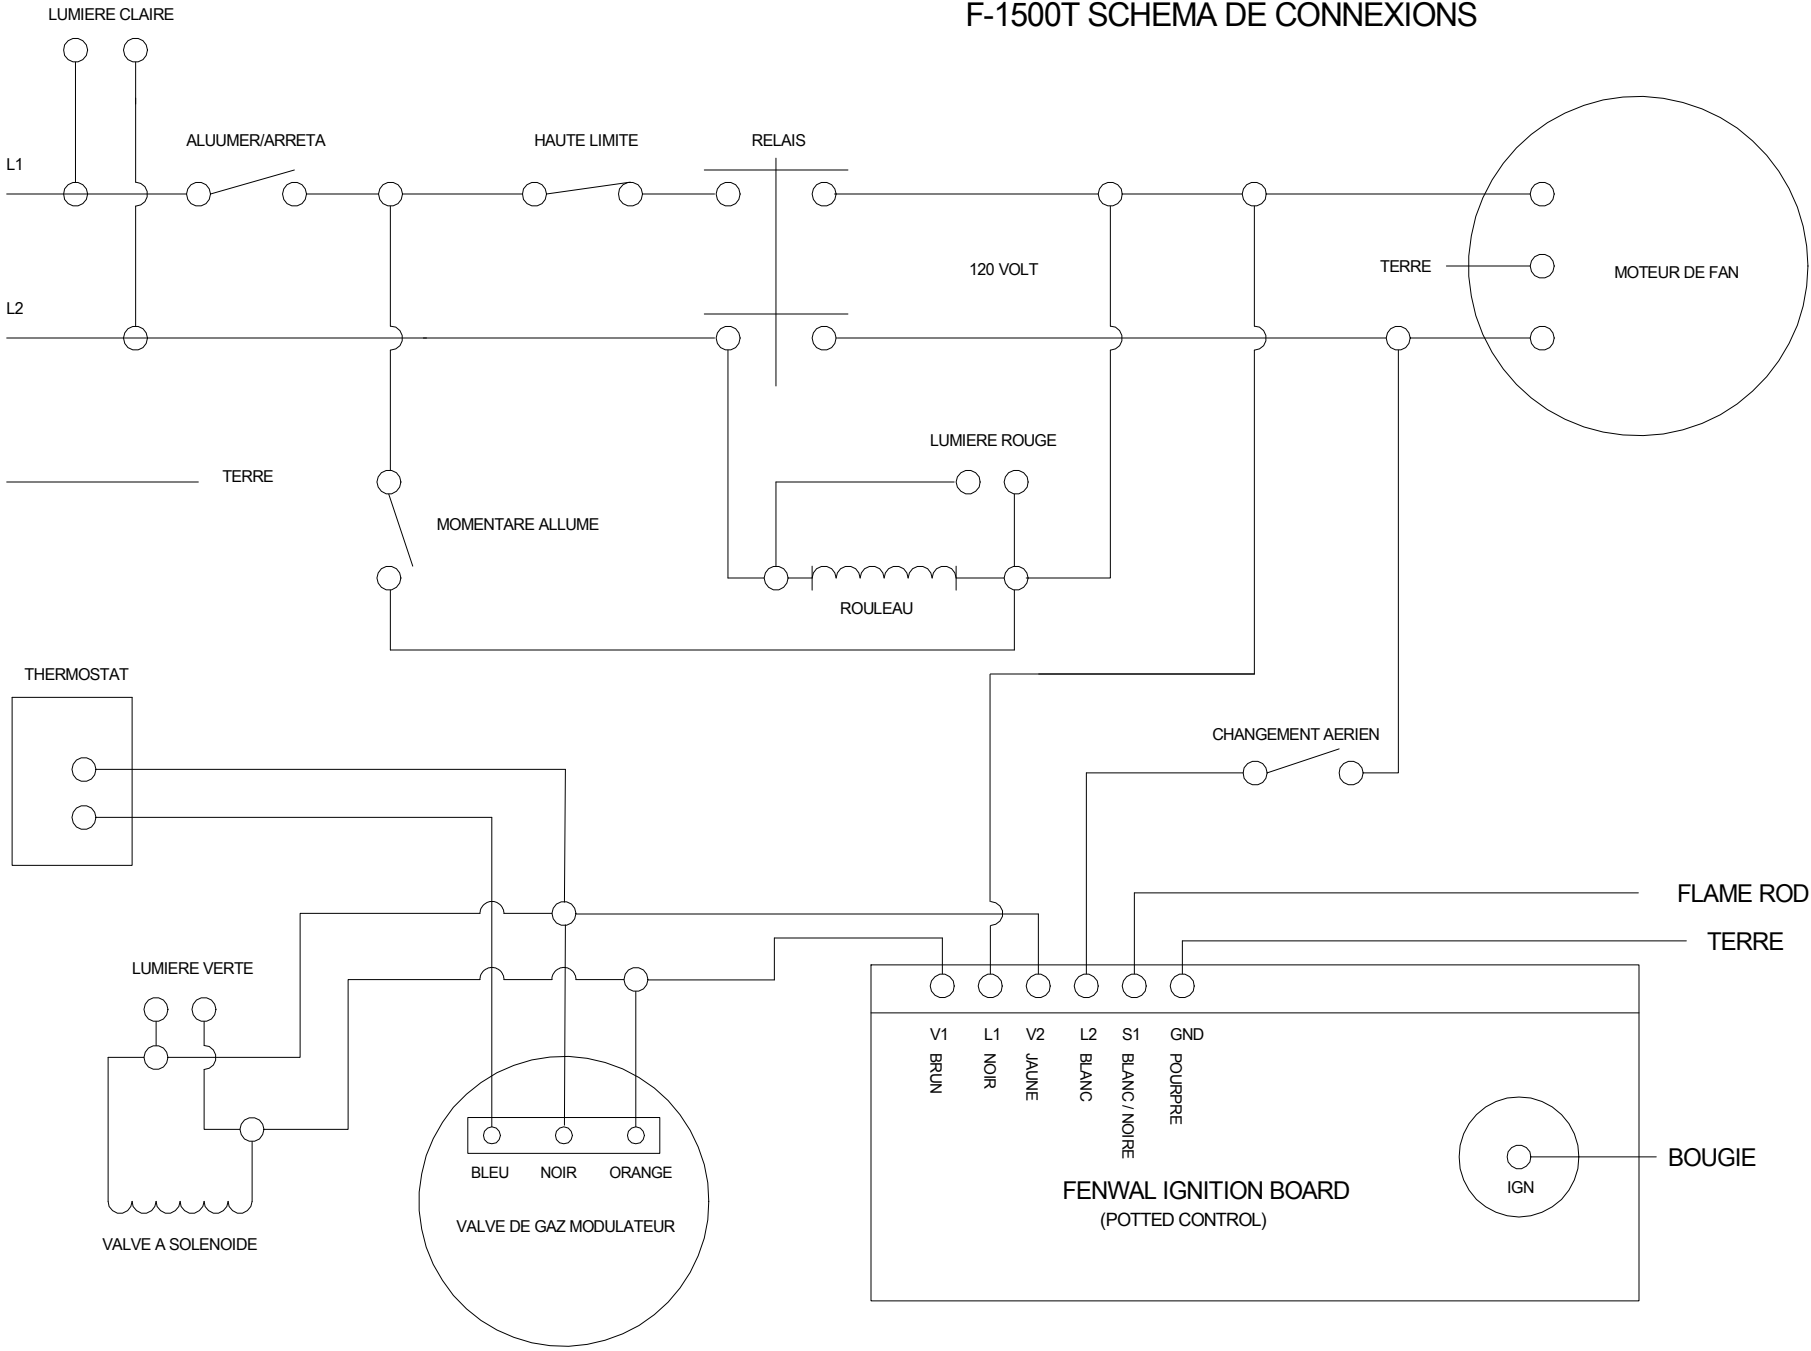 F-1500T SCHEMA DE CONNEXIONS
LUMIERE CLAIRE
ALUUMER/ARRETA
HAUTE LIMITE
RELAIS
L1
120 VOLT
TERRE
MOTEUR DE FAN
L2
LUMIERE ROUGE
TERRE
MOMENTARE ALLUME
ROULEAU
THERMOSTAT
CHANGEMENT AERIEN
FLAME ROD
TERRE
LUMIERE VERTE
V1
L1
V2
L2
S1
GND
BRUN
NOIR
JAUNE
BLANC
BLANC / NOIRE
POURPRE
BOUGIE
IGN
BLEU
NOIR
ORANGE
FENWAL IGNITION BOARD
(POTTED CONTROL)
VALVE DE GAZ MODULATEUR
VALVE A SOLENOIDE